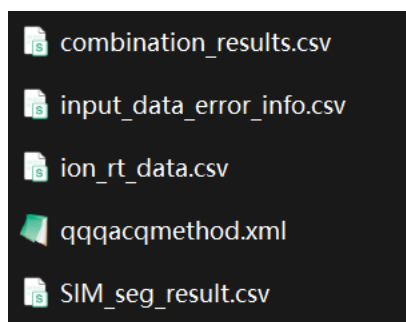 combination_results.csv
input_data_error_info.csv
ion_rt_data.csv
qqqacqmethod.xml
SIM_seg_result.csv